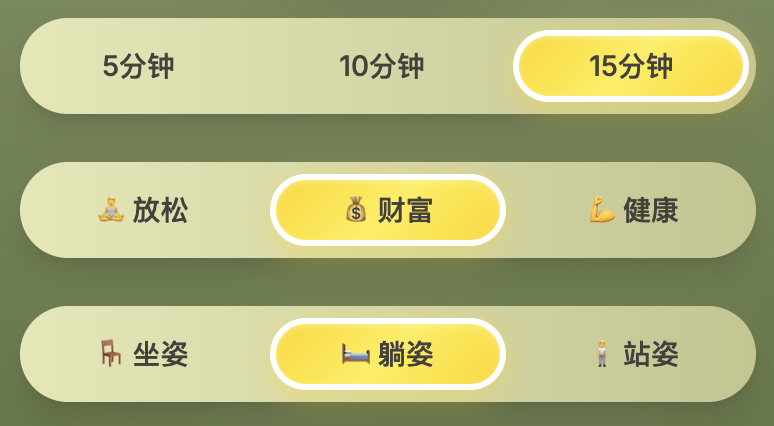 5分钟 10分钟 15分钟
🧘 放松 💰 财富 💪 健康
🪑 坐姿 🛏️ 躺姿 🧍 站姿